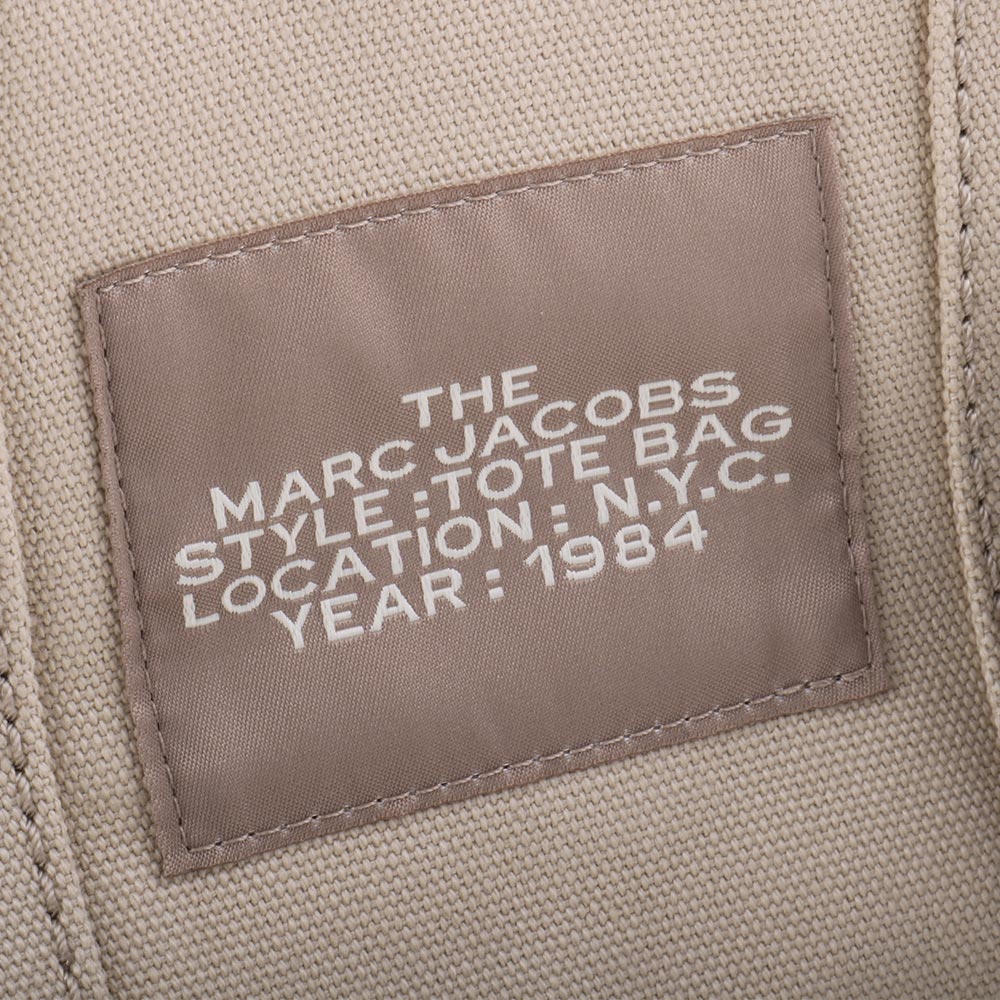 THE
MARC JACOBS
STYLE : TOTE BAG
LOCATION : N.Y.C.
YEAR : 1984